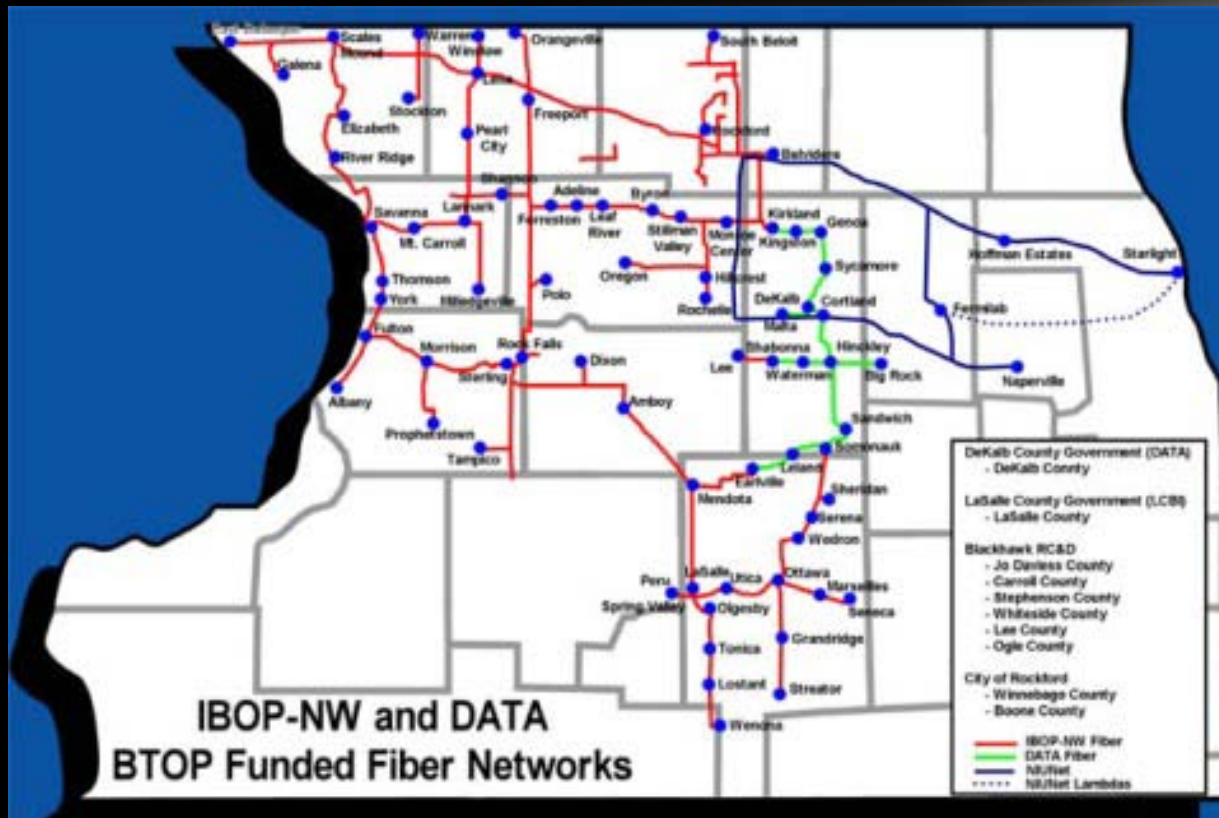 Scales
Mound
Warren
Winslow
Orangeville
South Beloit
Galena
Lena
Stockton
Freeport
Elizabeth
Pearl
City
Rockford
River Ridge
Belvidere
Shannon
Adeline
Savanna
Lanark
Forreston
Leaf
River
Byron
Stillman
Valley
Monroe
Center
Kirkland
Kingston
Genoa
Mt. Carroll
Hoffman Estates
Starlight
Oregon
Hillcrest
Sycamore
Thomson
York
Milledgeville
Polo
Rochelle
DeKalb
Cortland
Malta
Fermilab
Fulton
Morrison
Rock Falls
Sterling
Dixon
Lee
Shabonna
Waterman
Hinckley
Big Rock
Naperville
Albany
Amboy
Prophetstown
Sandwich
Tampico
Somonauk
Leland
Earlville
Mendota
Sheridan
Serena
Wedron
Peru
LaSalle
Utica
Ottawa
Marseilles
Seneca
Spring Valley
Olgesby
Grandridge
Tonica
Lostant
Streator
Wenona
IBOP-NW and DATA
BTOP Funded Fiber Networks
DeKalb County Government (DATA)
- DeKalb Connty
LaSalle County Government (LCBI)
- LaSalle County
Blackhawk RC&D
- Jo Daviess County
- Carroll County
- Stephenson County
- Whiteside County
- Lee County
- Ogle County
City of Rockford
- Winnebago County
- Boone County
IBOP-NW Fiber
DATA Fiber
NIUNet
NIUNet Lambdas